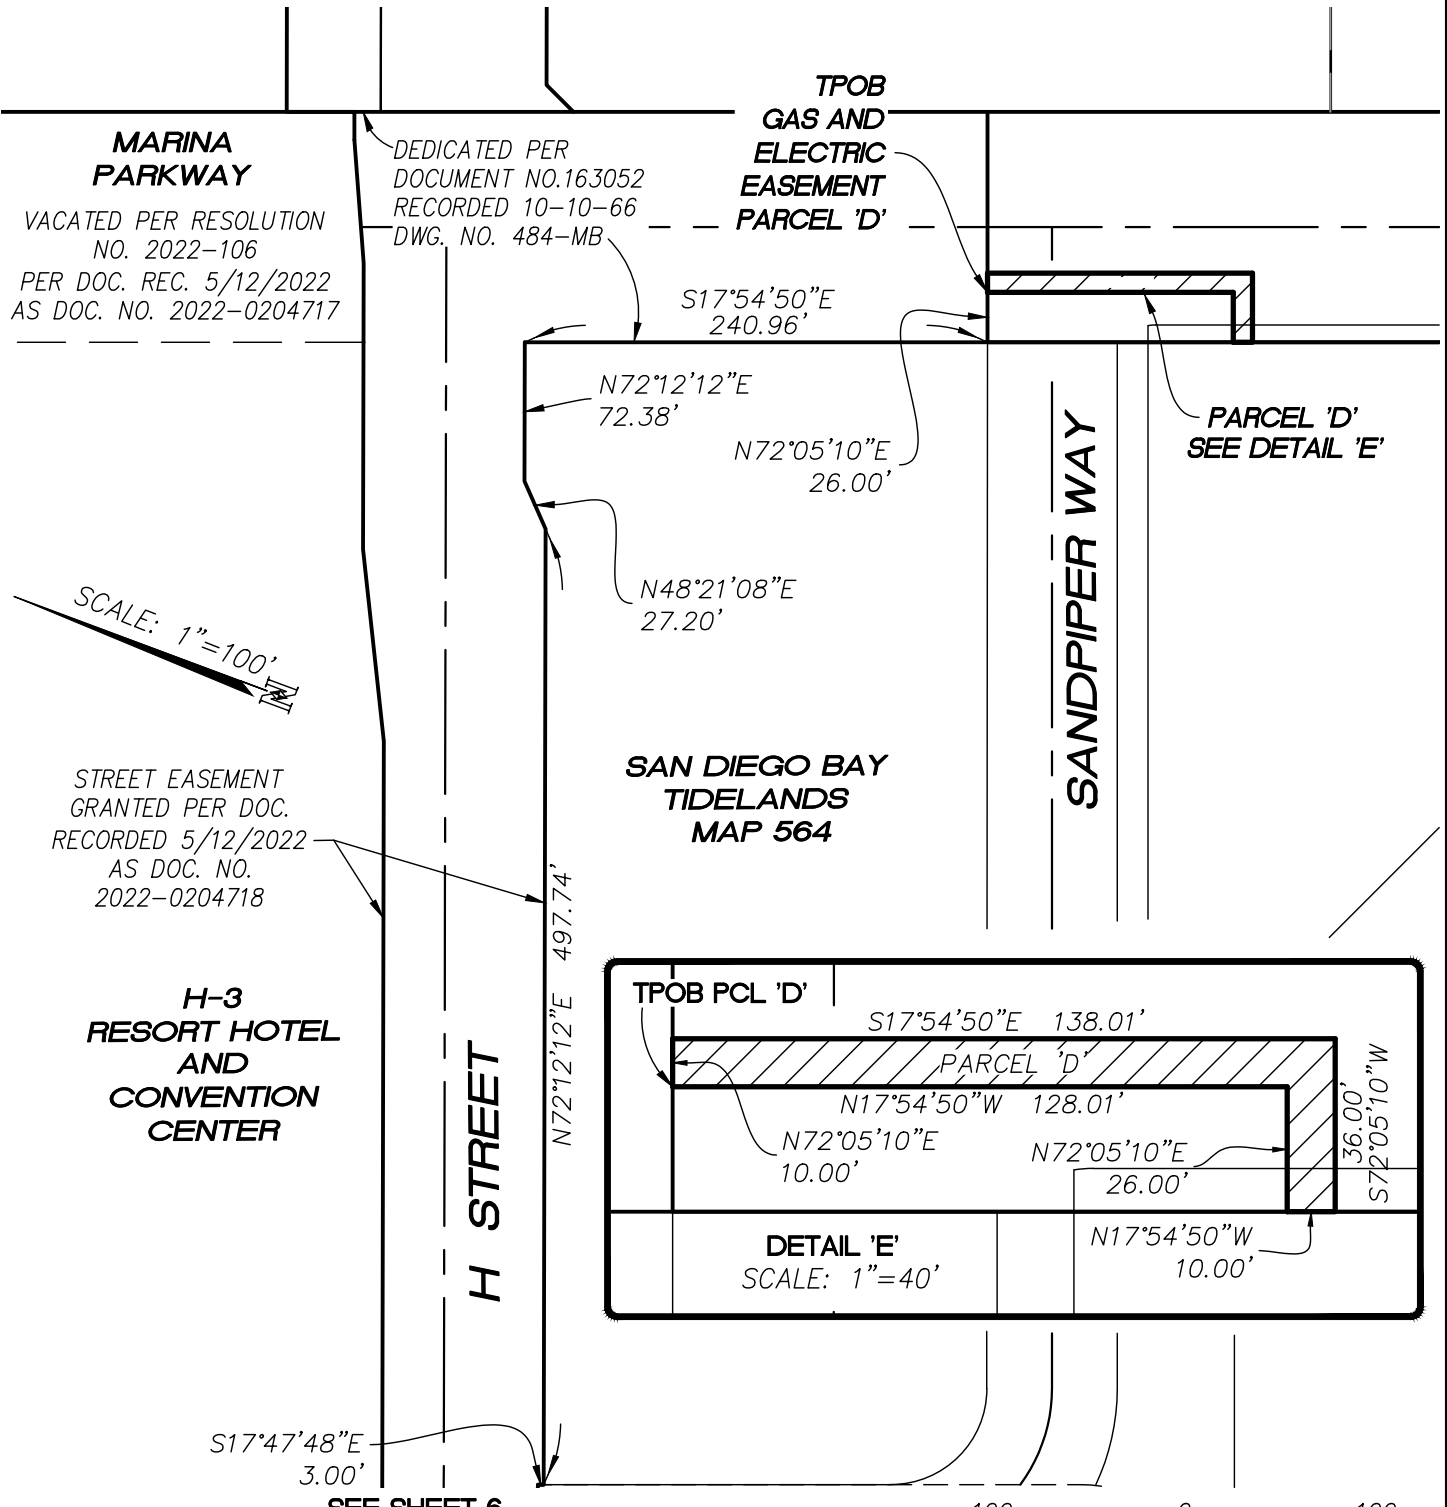 TPOB
GAS AND
ELECTRIC
EASEMENT
PARCEL 'D'
MARINA
PARKWAY
VACATED PER RESOLUTION
NO. 2022-106
PER DOC. REC. 5/12/2022
AS DOC. NO. 2022-0204717
DEDICATED PER
DOCUMENT NO.163052
RECORDED 10-10-66
DWG. NO. 484-MB
S17°54'50"E
240.96'
N72°12'12"E
72.38'
N72°05'10"E
26.00'
PARCEL 'D'
SEE DETAIL 'E'
SANDPIPER WAY
N48°21'08"E
27.20'
SCALE: 1"=100'
N
SAN DIEGO BAY
TIDELANDS
MAP 564
STREET EASEMENT
GRANTED PER DOC.
RECORDED 5/12/2022
AS DOC. NO.
2022-0204718
N72°12'12"E 497.74'
H-3
RESORT HOTEL
AND
CONVENTION
CENTER
H STREET
TPOB PCL 'D'
S17°54'50"E 138.01'
PARCEL 'D'
N17°54'50"W 128.01'
N72°05'10"E
10.00'
N72°05'10"E
26.00'
36.00'
S72°05'10"W
N17°54'50"W
10.00'
DETAIL 'E'
SCALE: 1"=40'
S17°47'48"E
3.00'
SEE SHEET 6
100 0 100